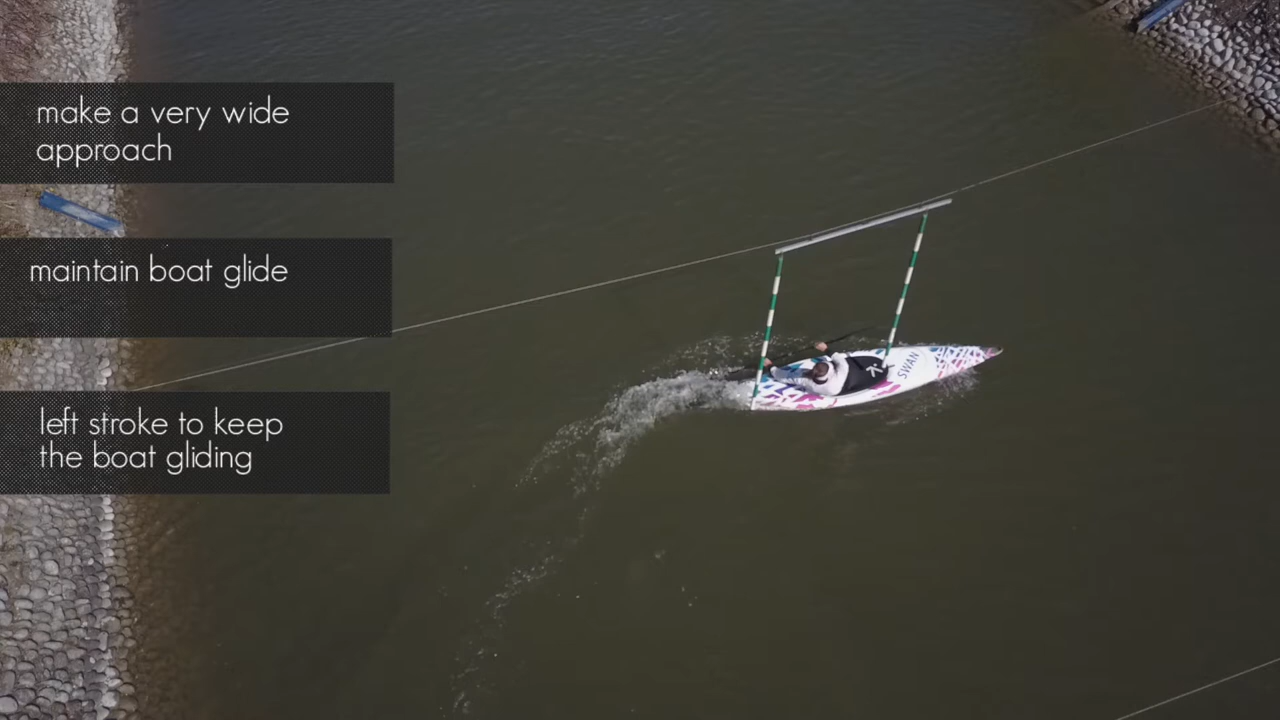 make a very wide
approach
maintain boat glide
left stroke to keep
the boat gliding
SWAN